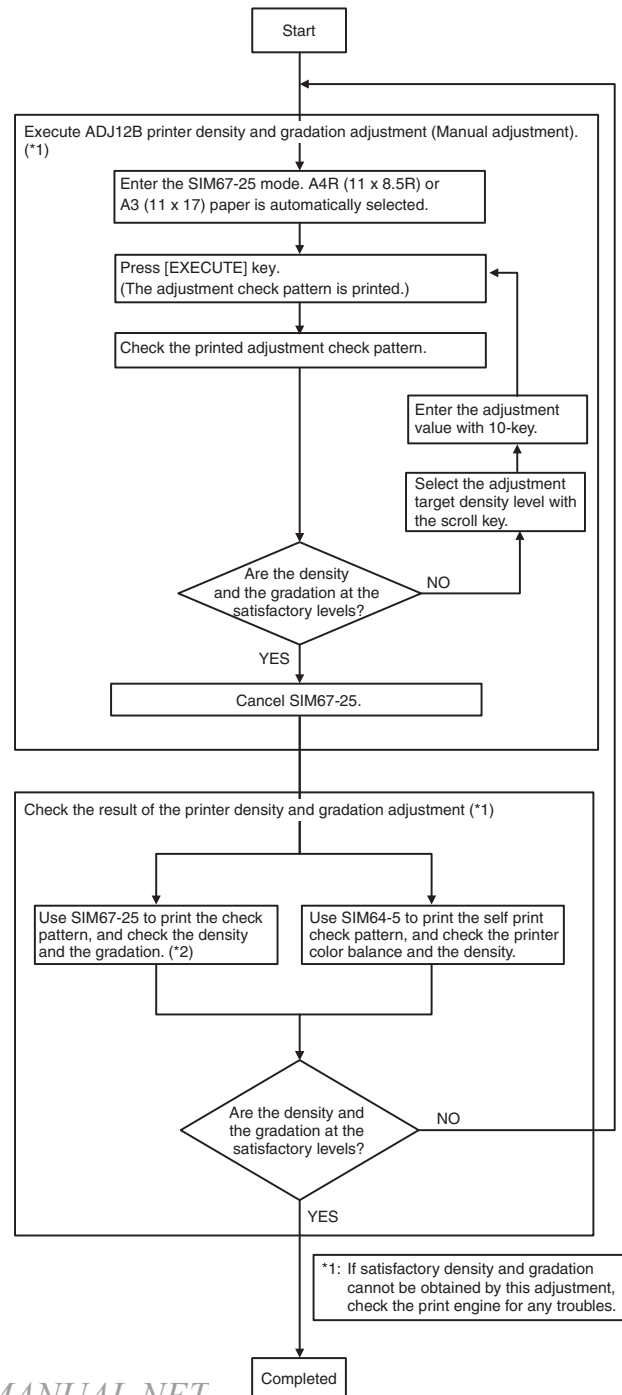 Start
Execute ADJ12B printer density and gradation adjustment (Manual adjustment).
(*1)
Enter the SIM67-25 mode. A4R (11 x 8.5R) or
A3 (11 x 17) paper is automatically selected.
Press [EXECUTE] key.
(The adjustment check pattern is printed.)
Check the printed adjustment check pattern.
Enter the adjustment
value with 10-key.
Select the adjustment
target density level with
the scroll key.
Are the density
and the gradation at the
satisfactory levels?
NO
YES
Cancel SIM67-25.
Check the result of the printer density and gradation adjustment (*1)
Use SIM67-25 to print the check
pattern, and check the density
and the gradation. (*2)
Use SIM64-5 to print the self print
check pattern, and check the printer
color balance and the density.
Are the density and
the gradation at the
satisfactory levels?
NO
YES
*1: If satisfactory density and gradation
cannot be obtained by this adjustment,
check the print engine for any troubles.
Completed
MANUAL.NET